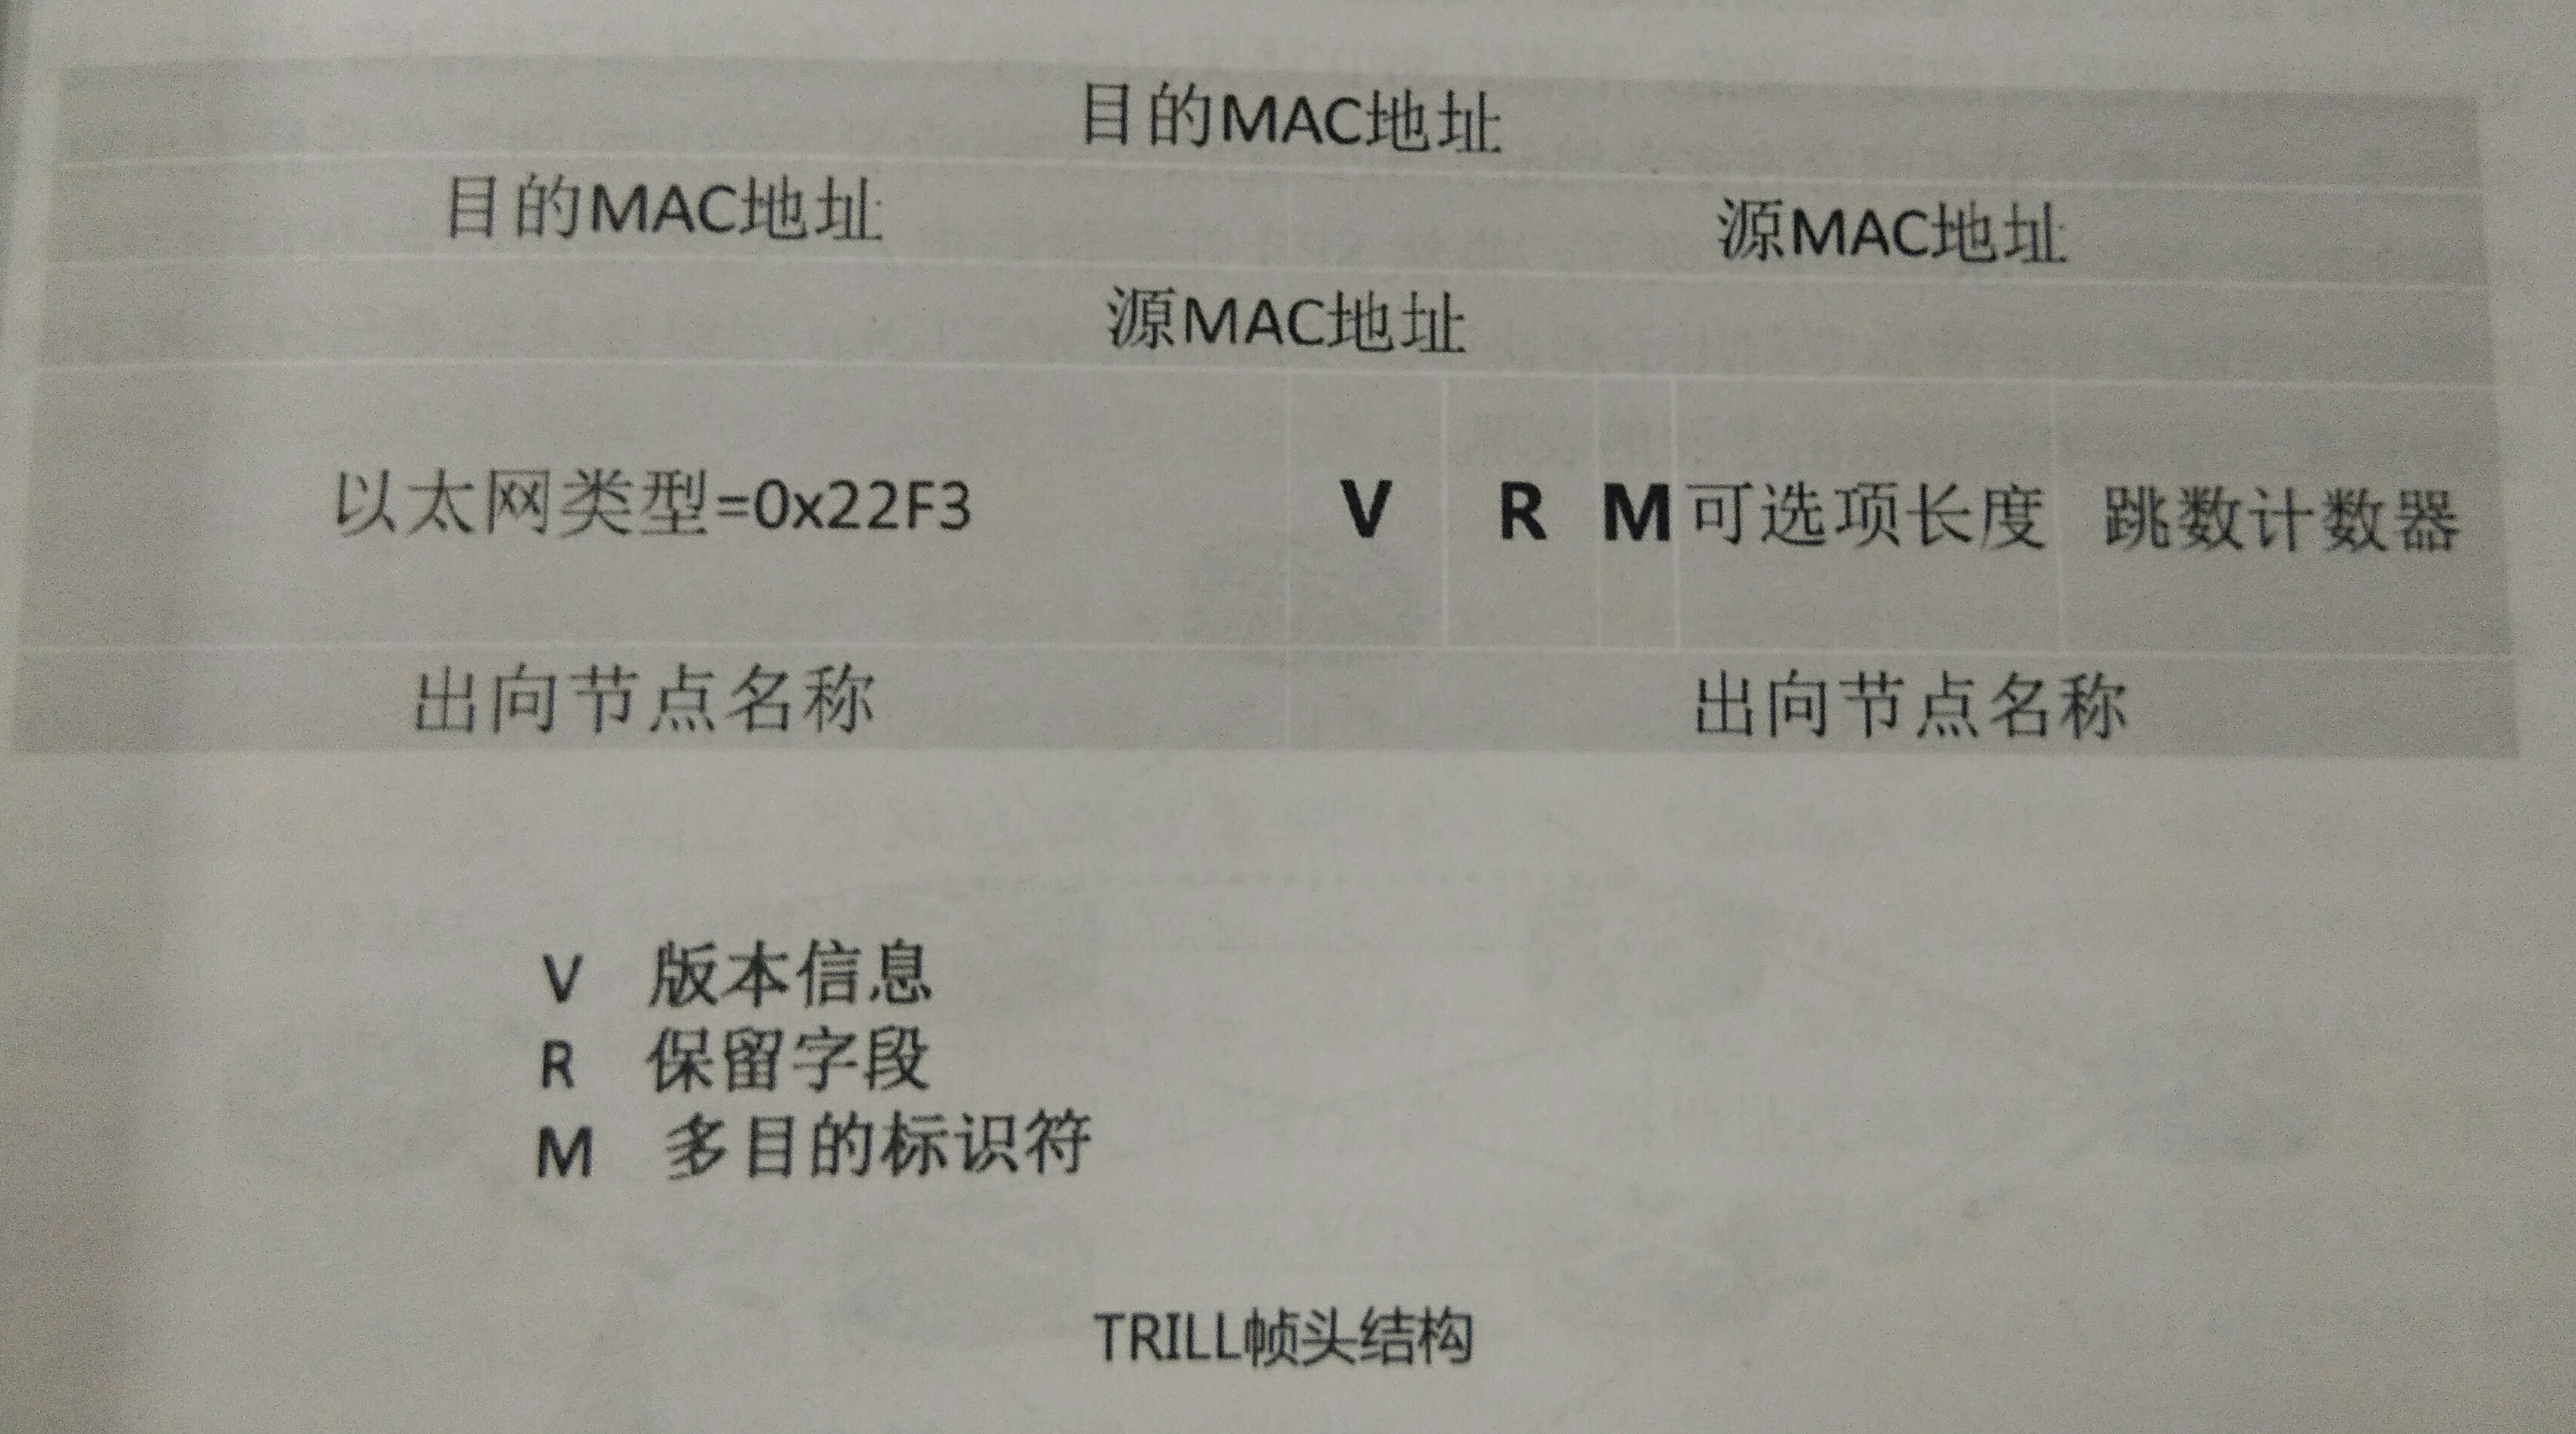 目的MAC地址
目的MAC地址 源MAC地址
源MAC地址
以太网类型=0x22F3 V R M 可选项长度 跳数计数器
出向节点名称 出向节点名称
V 版本信息
R 保留字段
M 多目的标识符
TRILL帧头结构